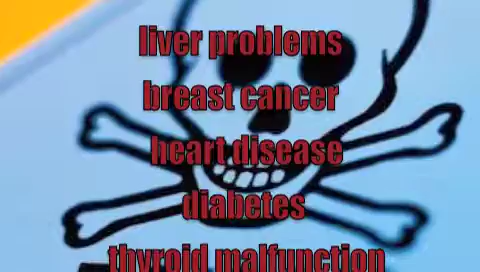 liver problems
breast cancer
heart disease
diabetes
thyroid malfunction